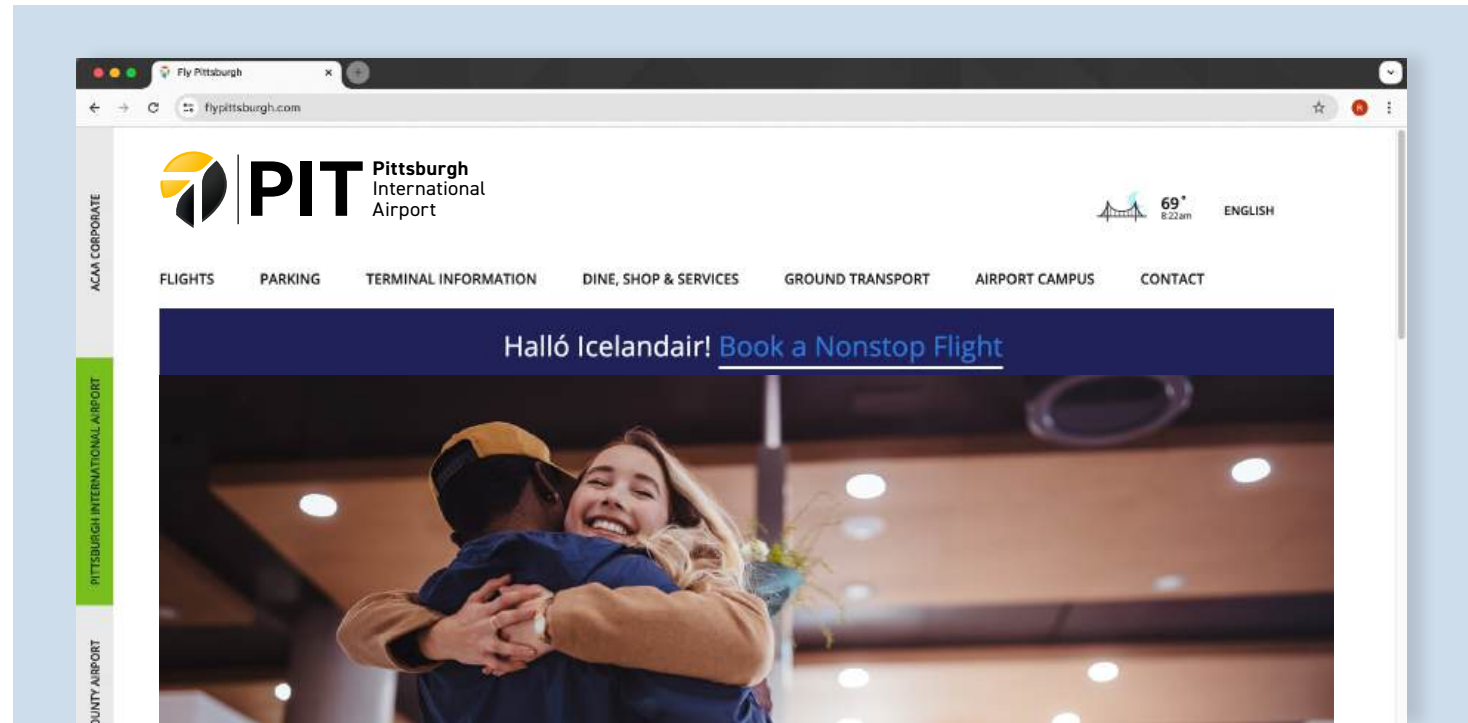 Fly Pittsburgh
flypittsburgh.com
B
ACAA CORPORATE
PITTSBURGH INTERNATIONAL AIRPORT
OUNTY AIRPORT
PIT
Pittsburgh
International
Airport
69°
8:22am
ENGLISH
FLIGHTS PARKING TERMINAL INFORMATION DINE, SHOP & SERVICES GROUND TRANSPORT AIRPORT CAMPUS CONTACT
Halló Icelandair! Book a Nonstop Flight